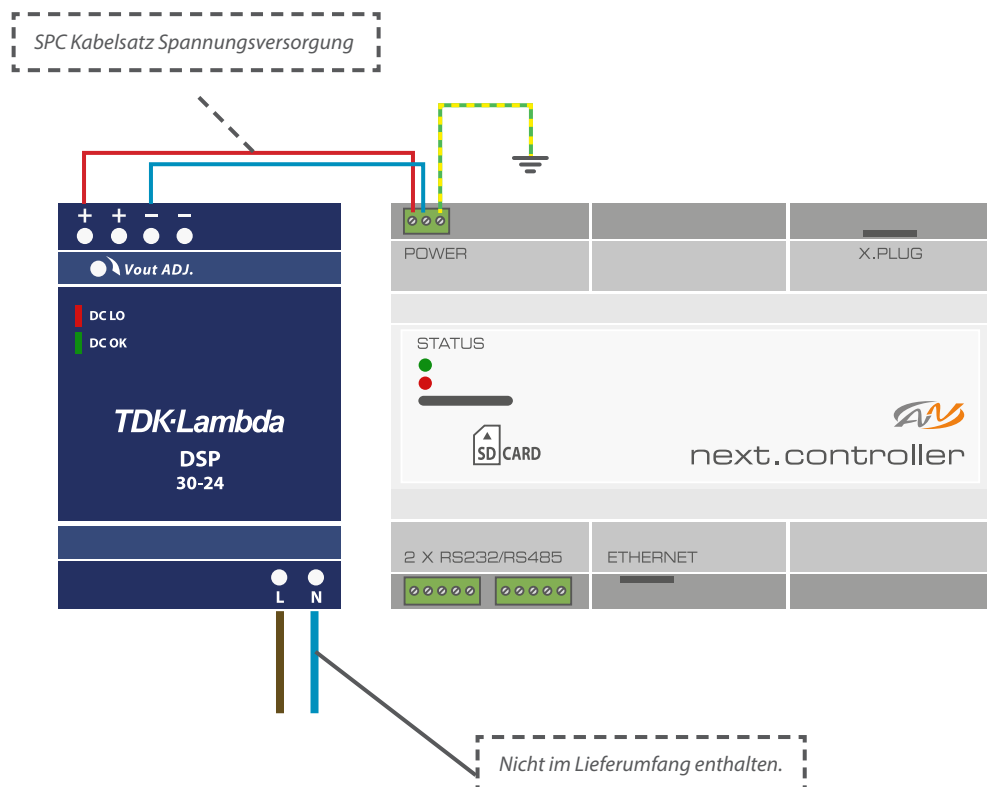 SPC Kabelsatz Spannungsversorgung
+ + – –
Vout ADJ.
DC LO
DC OK
TDK·Lambda
DSP
30-24
L N
POWER
X.PLUG
STATUS
SD CARD
AN
next.controller
2 X RS232/RS485
ETHERNET
Nicht im Lieferumfang enthalten.